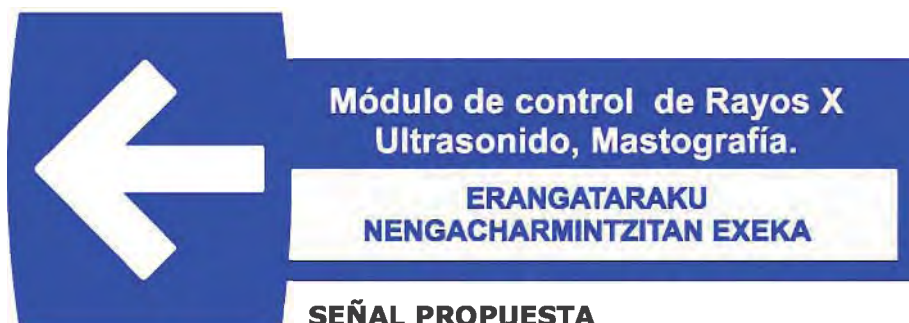 Módulo de control de Rayos X
Ultrasonido, Mastografía.
ERANGATARAKU
NENGACHARMINTZITAN EXEKA
SEÑAL PROPUESTA